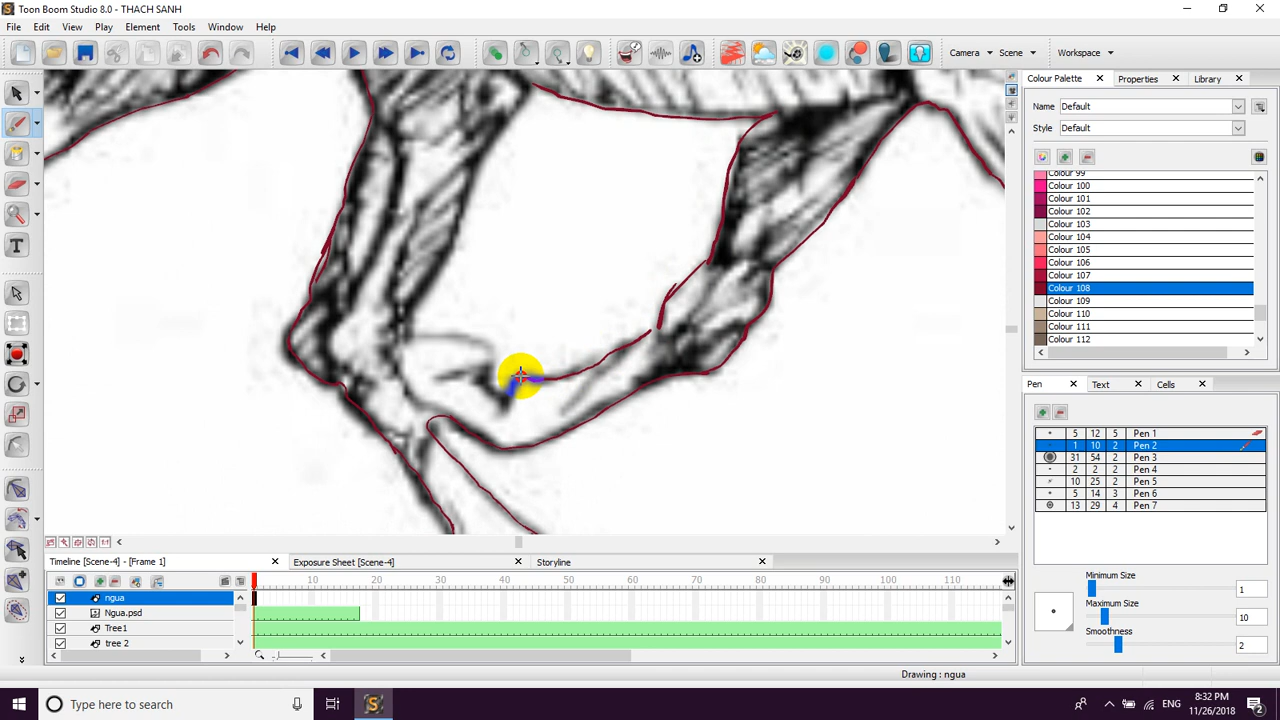 Toon Boom Studio 8.0 - THACH SANH
File Edit View Play Element Tools Window Help
Camera Scene Workspace
Colour Palette Properties Library
Name Default
Style Default
Colour 99
Colour 100
Colour 101
Colour 102
Colour 103
Colour 104
Colour 105
Colour 106
Colour 107
Colour 108
Colour 109
Colour 110
Colour 111
Colour 112
Pen Text Cells
5 12 5 Pen 1
1 10 2 Pen 2
31 54 2 Pen 3
2 2 2 Pen 4
10 25 2 Pen 5
5 14 3 Pen 6
13 29 4 Pen 7
Minimum Size
1
Maximum Size
10
Smoothness
2
Timeline [Scene-4] - [Frame 1] Exposure Sheet [Scene-4] Storyline
10 20 30 40 50 60 70 80 90 100 110
ngua
Ngua.psd
Tree1
tree 2
Drawing : ngua
Type here to search
ENG
8:32 PM
11/26/2018
2